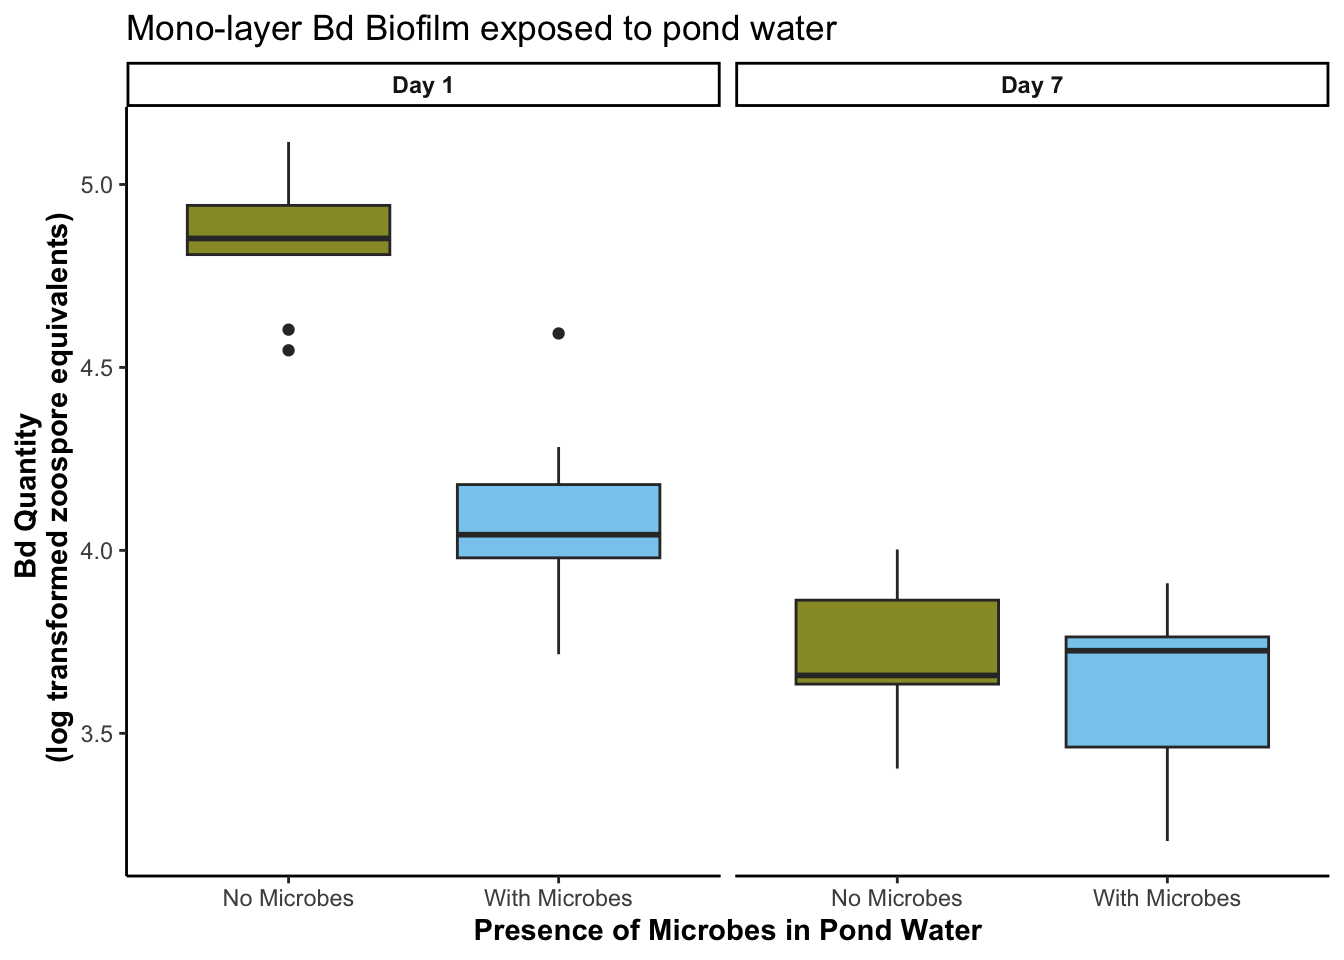 Mono-layer Bd Biofilm exposed to pond water
Day 1
Day 7
Bd Quantity
(log transformed zoospore equivalents)
5.0
4.5
4.0
3.5
No Microbes
With Microbes
No Microbes
With Microbes
Presence of Microbes in Pond Water